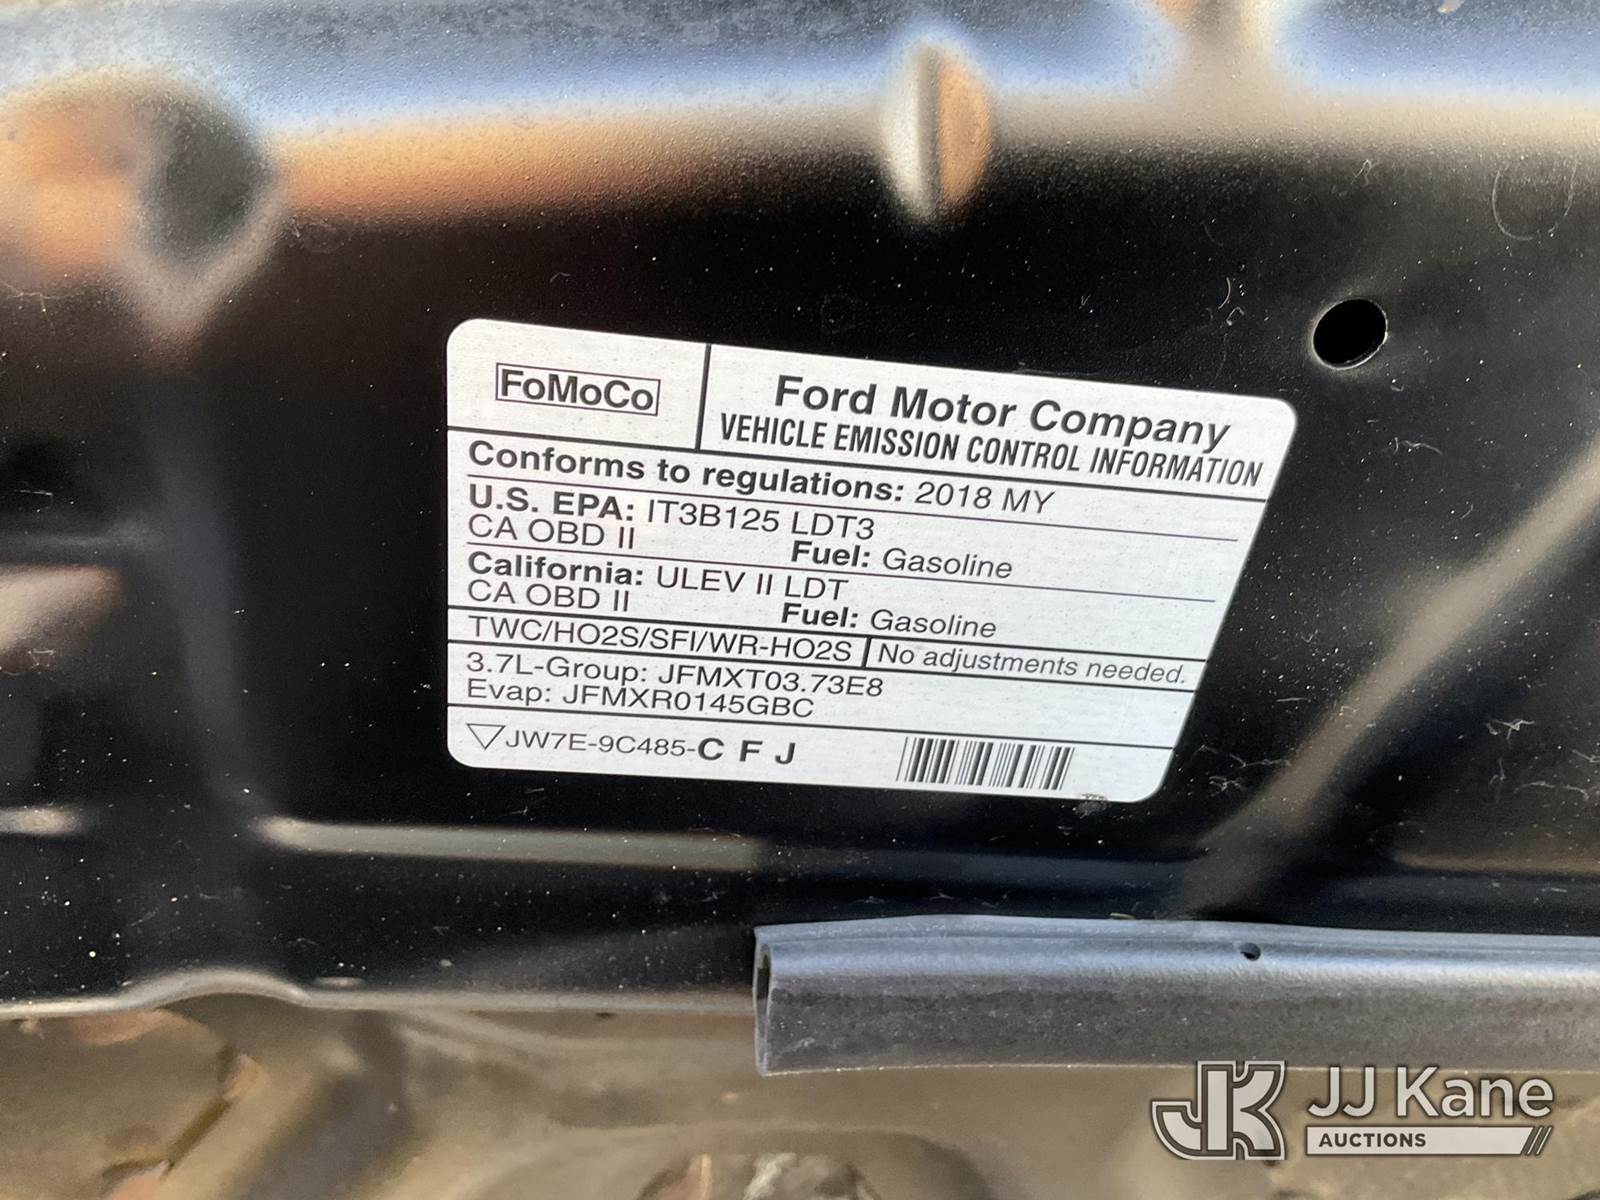 FoMoCo
Ford Motor Company
VEHICLE EMISSION CONTROL INFORMATION
Conforms to regulations: 2018 MY
U.S. EPA: IT3B125 LDT3
CA OBD II Fuel: Gasoline
California: ULEV II LDT
CA OBD II Fuel: Gasoline
TWC/HO2S/SFI/WR-HO2S No adjustments needed.
3.7L-Group: JFMXT03.73E8
Evap: JFMXR0145GBC
JW7E-9C485-C F J
JK JJ Kane
AUCTIONS